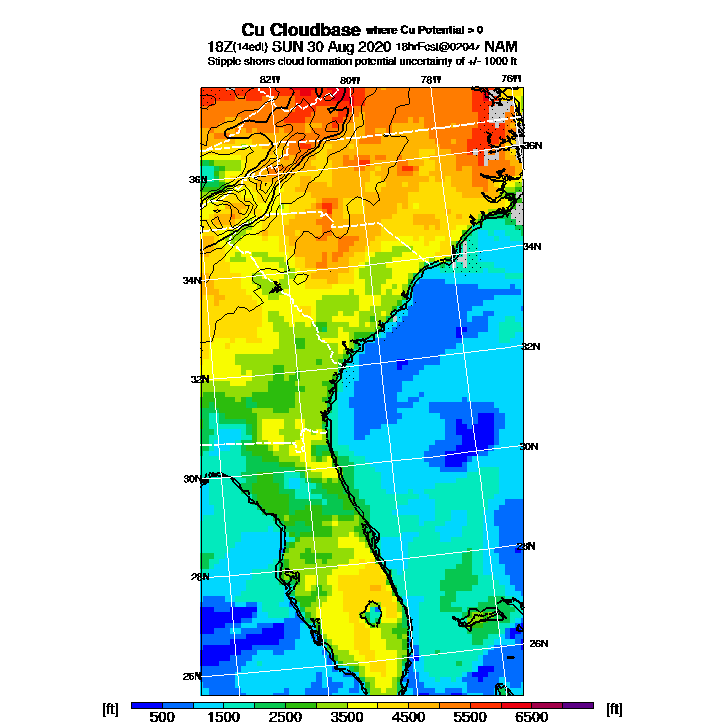 Cu Cloudbase where Cu Potential > 0
18Z(14edt) SUN 30 Aug 2020 18hrFcst@0204z NAM
Stipple shows cloud formation potential uncertainty of +/- 1000 ft
82W 80W 78W 76W
36N
36N
34N
34N
32N
32N
30N
30N
28N
28N
26N
26N
[ft] 500 1500 2500 3500 4500 5500 6500 [ft]